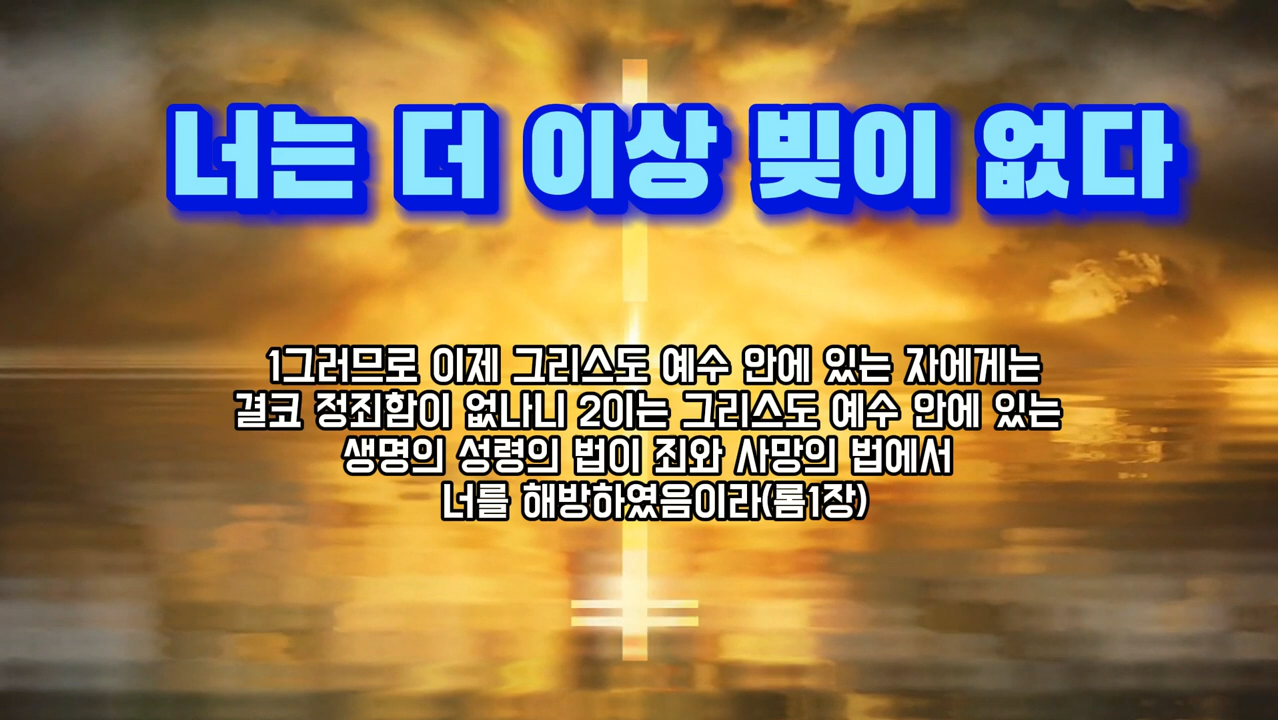 너는 더 이상 빚이 없다
1그러므로 이제 그리스도 예수 안에 있는 자에게는
결코 정죄함이 없나니 2이는 그리스도 예수 안에 있는
생명의 성령의 법이 죄와 사망의 법에서
너를 해방하였음이라(롬1장)